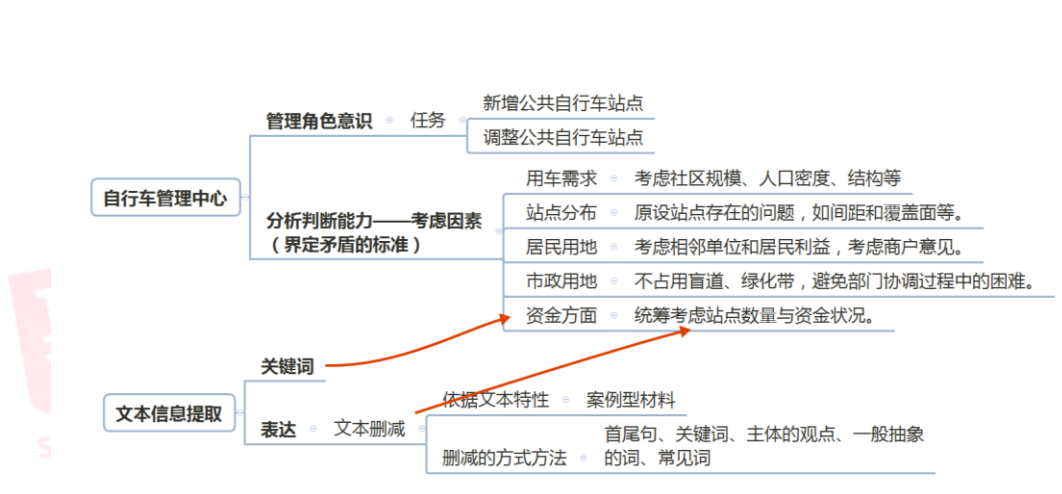 新增公共自行车站点
管理角色意识 任务
调整公共自行车站点
自行车管理中心
用车需求 考虑社区规模、人口密度、结构等
站点分布 原设站点存在的问题，如间距和覆盖面等。
分析判断能力——考虑因素
（界定矛盾的标准）
居民用地 考虑相邻单位和居民利益，考虑商户意见。
市政用地 不占用盲道、绿化带，避免部门协调过程中的困难。
资金方面 统筹考虑站点数量与资金状况。
关键词
文本信息提取
表达 文本删减
依据文本特性 案例型材料
删减的方式方法
首尾句、关键词、主体的观点、一般抽象
的词、常见词